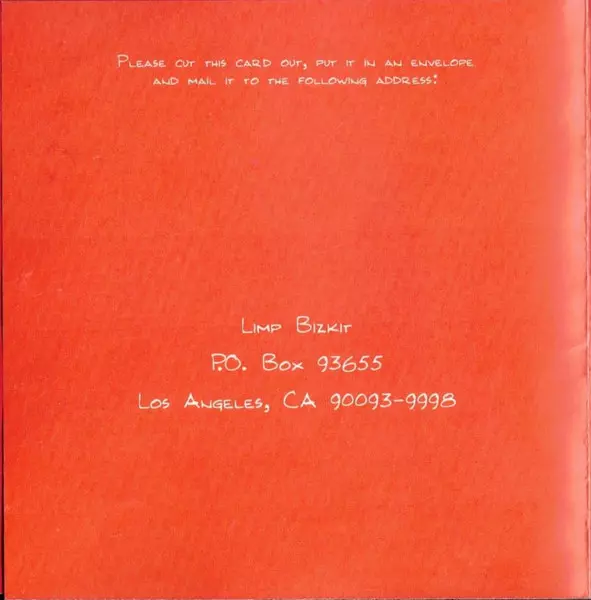 Please cut this card out, put it in an envelope
and mail it to the following address:
Limp Bizkit
P.O. Box 93655
Los Angeles, CA 90093-9998